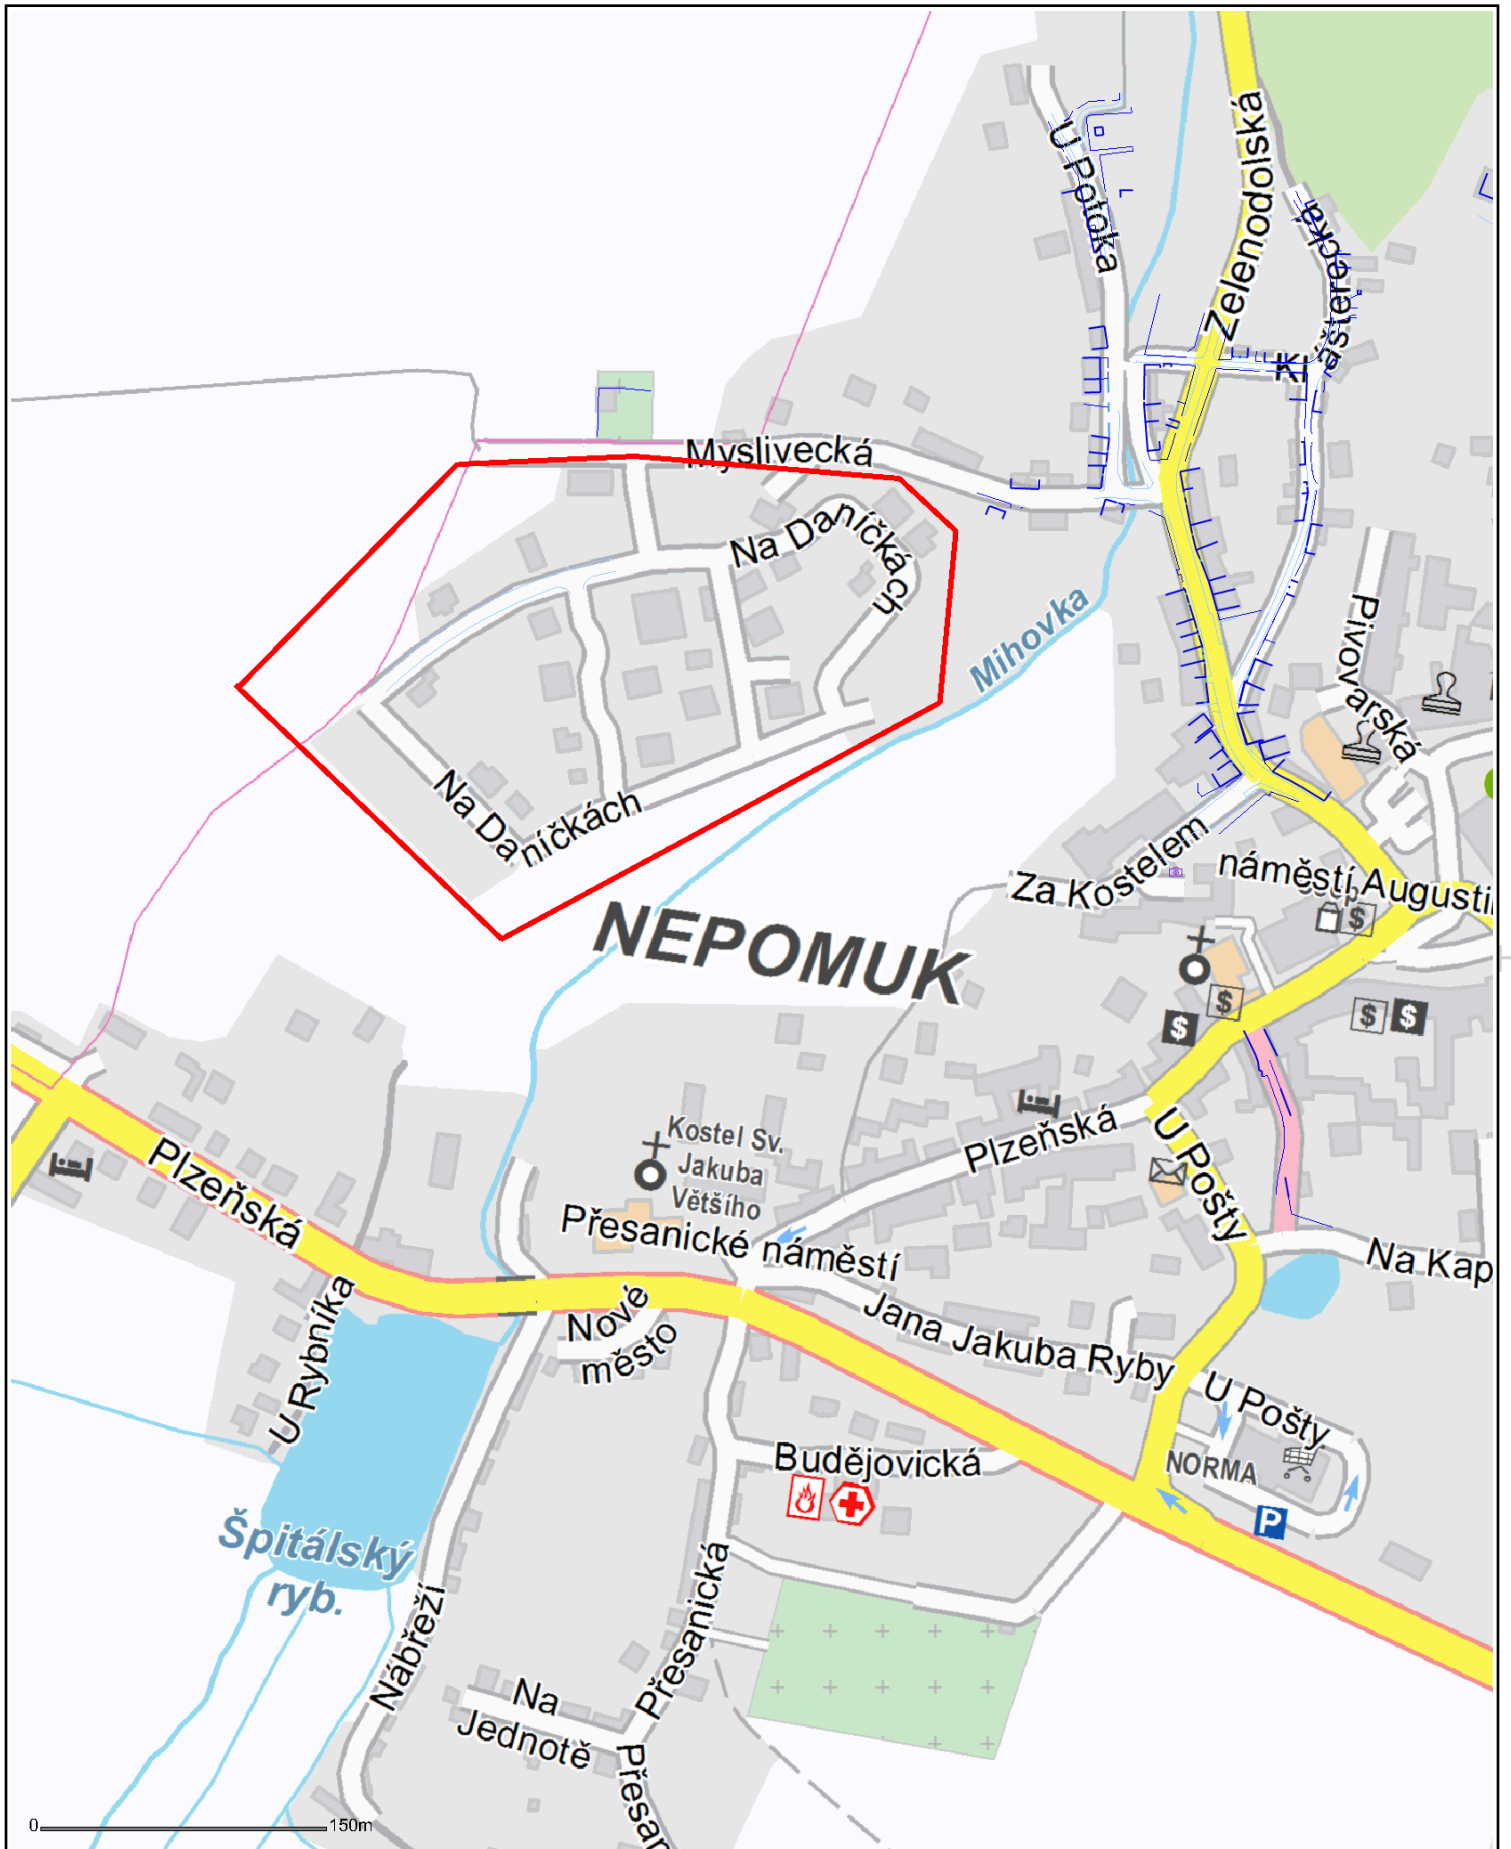 U Potoka
Zelenodolská
Klášterecká
Myslivecká
Na Daníčkách
Mihovka
Pivovarská
Na Daníčkách
Za Kostelem
náměstí Augusti
NEPOMUK
$
$
$
$
$
Plzeňská
U Pošty
Kostel Sv.
Jakuba
Většího
Plzeňská
Přesanické náměstí
Na Kap
Nové
město
U Rybníka
Jana Jakuba Ryby
U Pošty
NORMA
P
Budějovická
Špitálský
ryb.
Nábřeží
Přesanická
Na
Jednotě
Přesar
0
150m